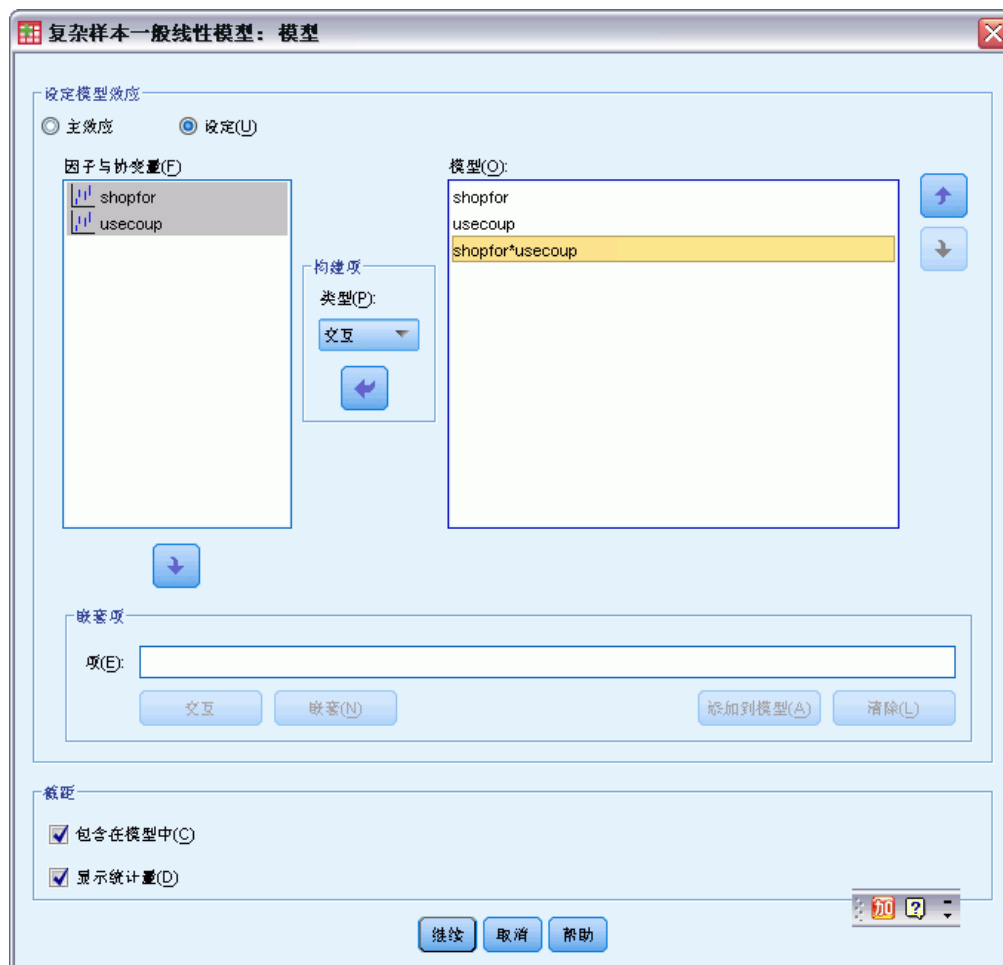 复杂样本一般线性模型：模型
设定模型效应
主效应
设定(U)
因子与协变量(F)
shopfor
usecoup
构建项
类型(P):
交互
模型(O):
shopfor
usecoup
shopfor*usecoup
嵌套项
项(E):
交互
嵌套(N)
添加到模型(A)
清除(L)
截距
包含在模型中(C)
显示统计量(D)
加
?
继续
取消
帮助